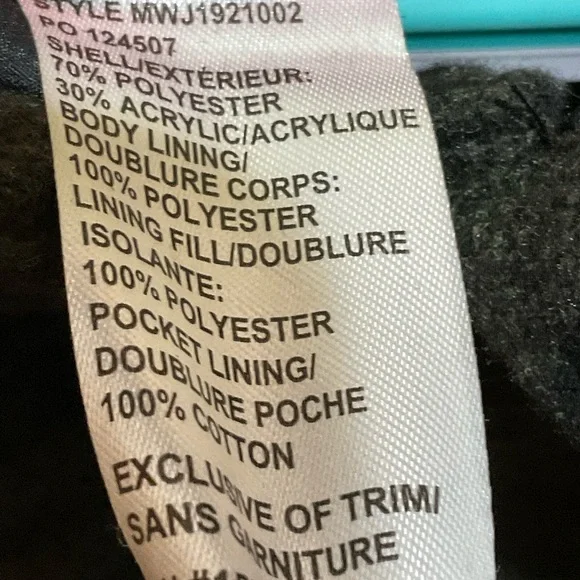 STYLE MWJ1921002
PO 124507
SHELL/EXTÉRIEUR:
70% POLYESTER
30% ACRYLIC/ACRYLIQUE
BODY LINING/
DOUBLURE CORPS:
100% POLYESTER
LINING FILL/DOUBLURE
ISOLANTE:
100% POLYESTER
POCKET LINING/
DOUBLURE POCHE
100% COTTON
EXCLUSIVE OF TRIM/
SANS GARNITURE